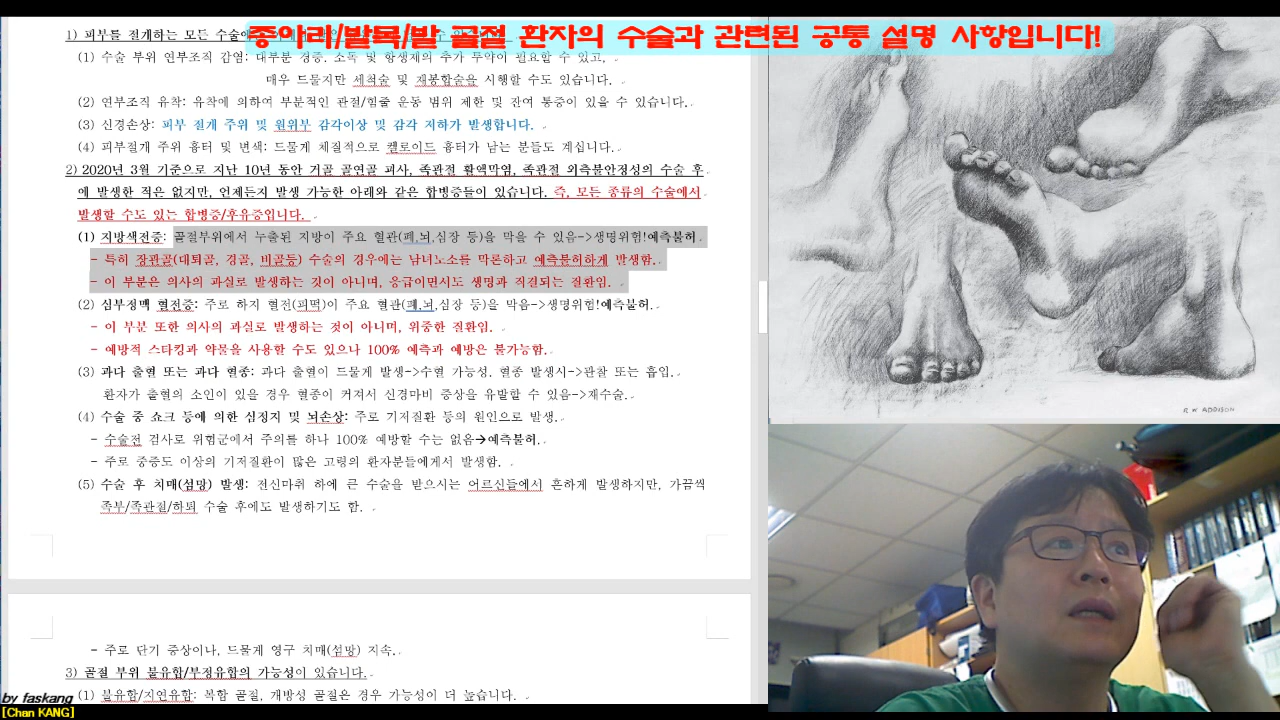 종아리/발목/발 골절 환자의 수술과 관련된 공통 설명 사항입니다!
1) 피부를 절개하는 모든 수술에
(1) 수술 부위 연부조직 감염: 대부분 경증, 소독 및 항생제의 추가 투약이 필요할 수 있고,
매우 드물지만 세척술 및 재봉합술을 시행할 수도 있습니다.
(2) 연부조직 유착: 유착에 의하여 부분적인 관절/힘줄 운동 범위 제한 및 잔여 통증이 있을 수 있습니다.
(3) 신경손상: 피부 절개 주위 및 원위부 감각이상 및 감각 저하가 발생합니다.
(4) 피부절개 주위 흉터 및 변색: 드물게 체질적으로 켈로이드 흉터가 남는 분들도 계십니다.
2) 2020년 3월 기준으로 지난 10년 동안 거골 골연골 괴사, 족관절 활액막염, 족관절 외측불안정성의 수술 후
에 발생한 적은 없지만, 언제든지 발생 가능한 아래와 같은 합병증들이 있습니다. 즉, 모든 종류의 수술에서
발생할 수도 있는 합병증/후유증입니다.
(1) 지방색전증: 골절부위에서 누출된 지방이 주요 혈관(폐,뇌,심장 등)을 막을 수 있음->생명위험!예측불허
- 특히 장관골(대퇴골, 경골, 비골등) 수술의 경우에는 남녀노소를 막론하고 예측불허하게 발생함.
- 이 부분은 의사의 과실로 발생하는 것이 아니며, 응급이면서도 생명과 직결되는 질환임.
(2) 심부정맥 혈전증: 주로 하지 혈전(피떡)이 주요 혈관(폐,뇌,심장 등)을 막음->생명위험!예측불허.
- 이 부분 또한 의사의 과실로 발생하는 것이 아니며, 위중한 질환임.
- 예방적 스타킹과 약물을 사용할 수도 있으나 100% 예측과 예방은 불가능함.
(3) 과다 출혈 또는 과다 혈종: 과다 출혈이 드물게 발생->수혈 가능성, 혈종 발생시->관찰 또는 흡입.
환자가 출혈의 소인이 있을 경우 혈종이 커져서 신경마비 증상을 유발할 수 있음->재수술.
(4) 수술 중 쇼크 등에 의한 심정지 및 뇌손상: 주로 기저질환 등의 원인으로 발생.
- 수술전 검사로 위험군에서 주의를 하나 100% 예방할 수는 없음→예측불허.
- 주로 중증도 이상의 기저질환이 많은 고령의 환자분들에게서 발생함.
(5) 수술 후 치매(섬망) 발생: 전신마취 하에 큰 수술을 받으시는 어르신들에서 흔하게 발생하지만, 가끔씩
족부/족관절/하퇴 수술 후에도 발생하기도 함.
- 주로 단기 증상이나, 드물게 영구 치매(섬망) 지속.
3) 골절 부위 불유합/부정유합의 가능성이 있습니다.
(1) 불유합/지연유합: 복합 골절, 개방성 골절은 경우 가능성이 더 높습니다.
R W ADDISON
by faskang
[Chan KANG]